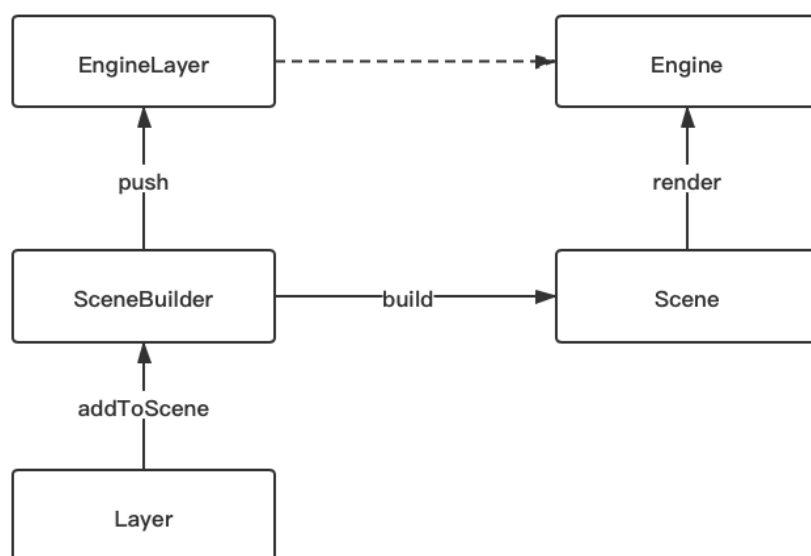 EngineLayer
Engine
push
render
SceneBuilder
build
Scene
addToScene
Layer